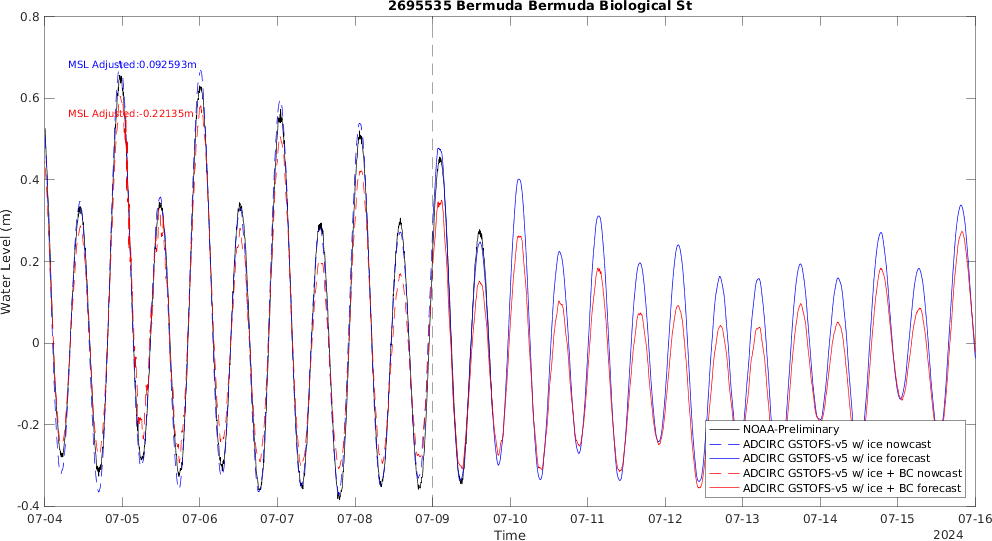 2695535 Bermuda Bermuda Biological St
0.8
0.6
0.4
0.2
0
-0.2
-0.4
Water Level (m)
MSL Adjusted:0.092593m
MSL Adjusted:-0.22135m
NOAA-Preliminary
ADCIRC GSTOFS-v5 w/ ice nowcast
ADCIRC GSTOFS-v5 w/ ice forecast
ADCIRC GSTOFS-v5 w/ ice + BC nowcast
ADCIRC GSTOFS-v5 w/ ice + BC forecast
07-04 07-05 07-06 07-07 07-08 07-09 07-10 07-11 07-12 07-13 07-14 07-15 07-16
Time
2024